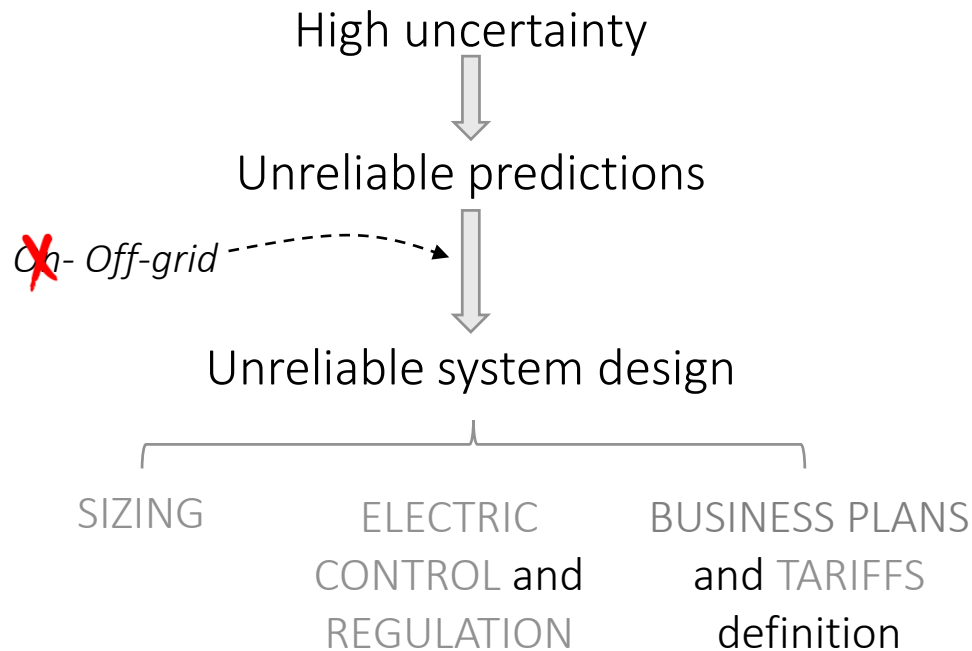 High uncertainty
Unreliable predictions
On- Off-grid
Unreliable system design
SIZING
ELECTRIC
CONTROL and
REGULATION
BUSINESS PLANS
and TARIFFS
definition